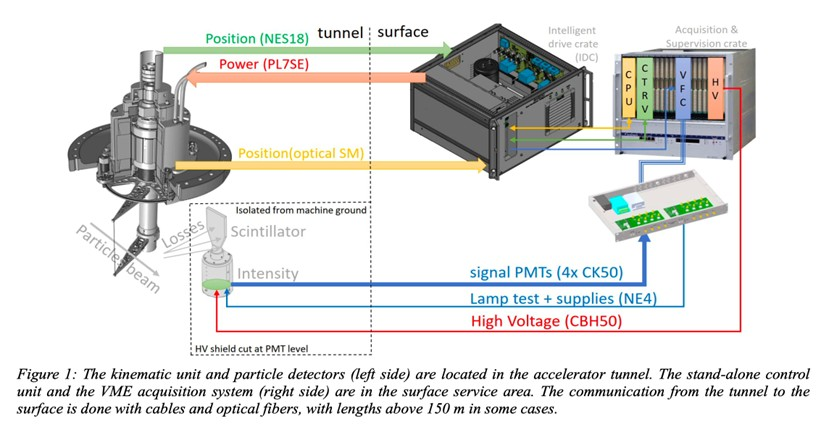 Position (NES18)
tunnel
surface
Power (PL7SE)
Intelligent
drive crate
(IDC)
Acquisition &
Supervision crate
CPU
CTRV
VFC
HV
Position(optical SM)
Isolated from machine ground
Losses
Scintillator
Particles beam
Intensity
signal PMTs (4x CK50)
Lamp test + supplies (NE4)
High Voltage (CBH50)
HV shield cut at PMT level
Figure 1: The kinematic unit and particle detectors (left side) are located in the accelerator tunnel. The stand-alone control
unit and the VME acquisition system (right side) are in the surface service area. The communication from the tunnel to the
surface is done with cables and optical fibers, with lengths above 150 m in some cases.